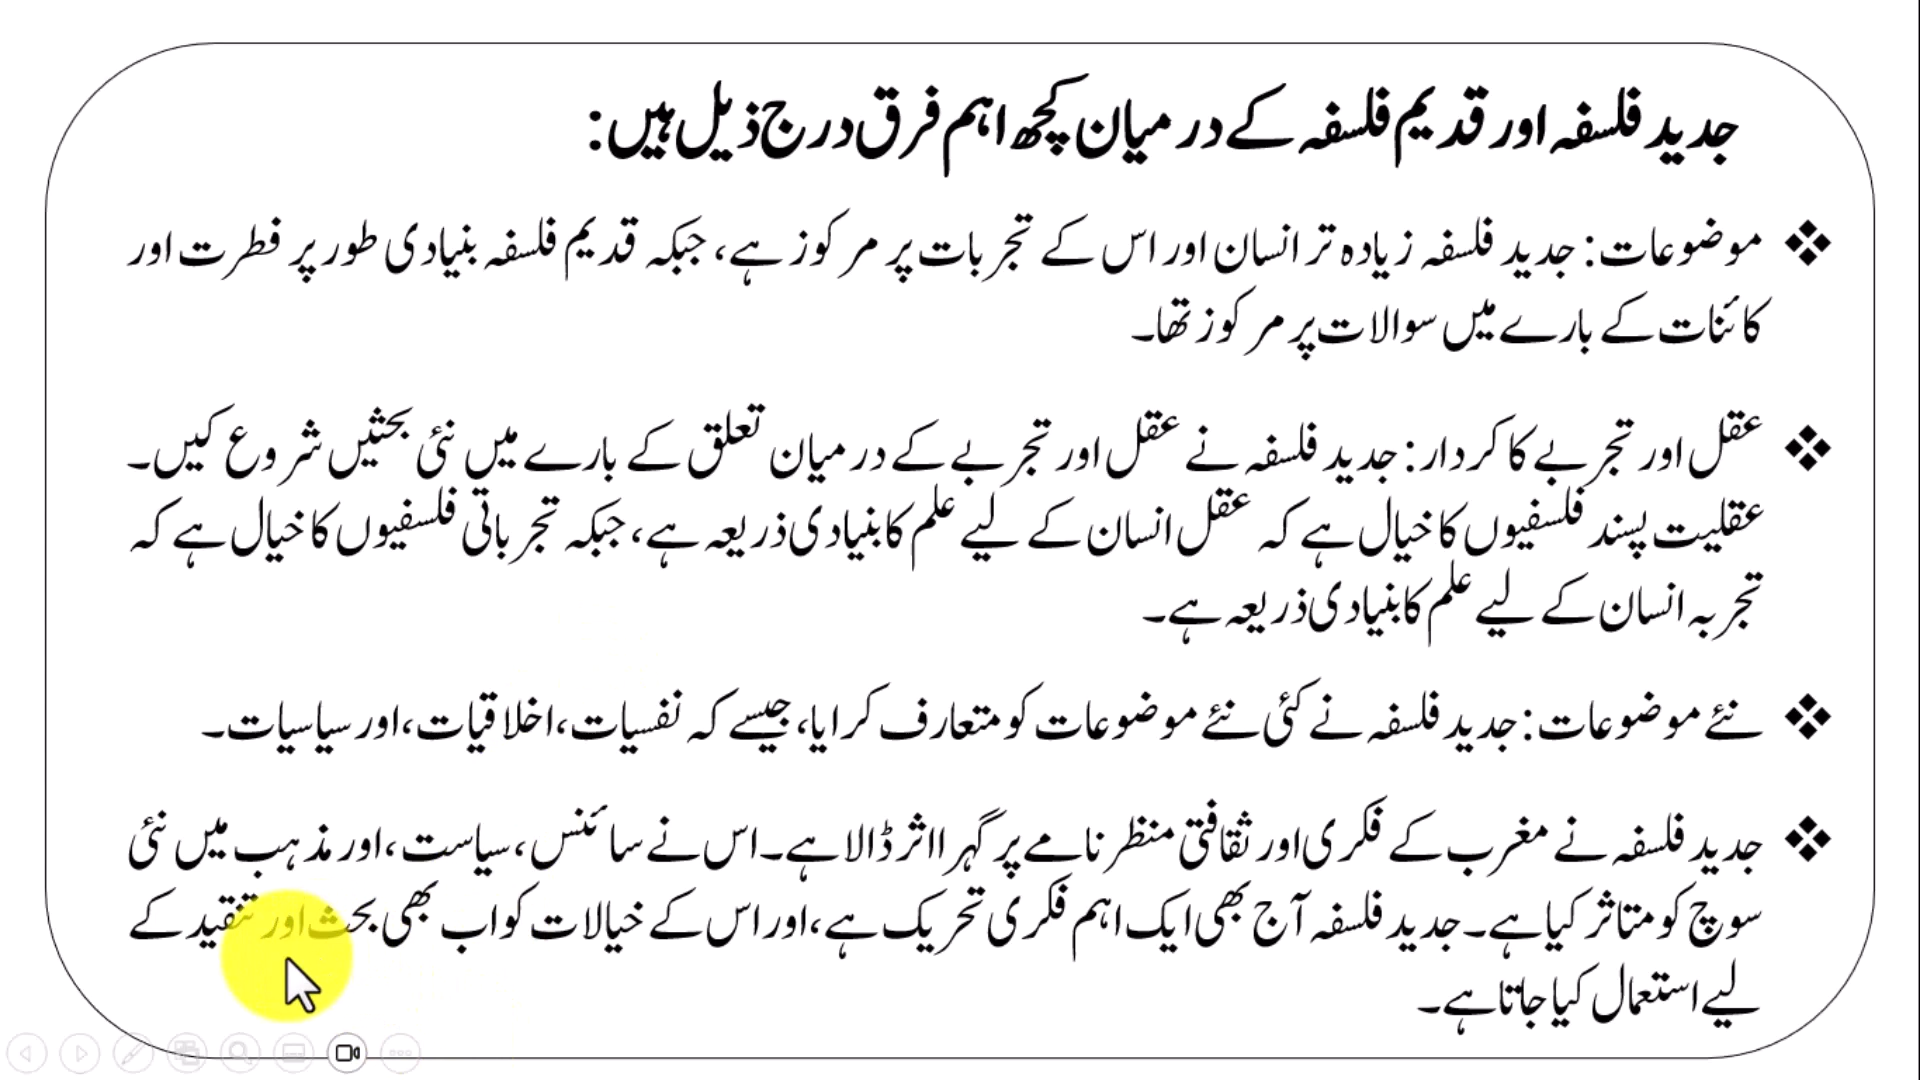 جدید فلسفہ اور قدیم فلسفہ کے درمیان کچھ اہم فرق درج ذیل ہیں:
❖ موضوعات: جدید فلسفہ زیادہ تر انسان اور اس کے تجربات پر مرکوز ہے، جبکہ قدیم فلسفہ بنیادی طور پر فطرت اور
کائنات کے بارے میں سوالات پر مرکوز تھا۔
❖ عقل اور تجربے کا کردار: جدید فلسفہ نے عقل اور تجربے کے درمیان تعلق کے بارے میں نئی بحثیں شروع کیں۔
عقلیت پسند فلسفیوں کا خیال ہے کہ عقل انسان کے لیے علم کا بنیادی ذریعہ ہے، جبکہ تجرباتی فلسفیوں کا خیال ہے کہ
تجربہ انسان کے لیے علم کا بنیادی ذریعہ ہے۔
❖ نئے موضوعات: جدید فلسفہ نے کئی نئے موضوعات کو متعارف کرایا، جیسے کہ نفسیات، اخلاقیات، اور سیاسیات۔
❖ جدید فلسفہ نے مغرب کے فکری اور ثقافتی منظر نامے پر گہرا اثر ڈالا ہے۔ اس نے سائنس، سیاست، اور مذہب میں نئی
سوچ کو متاثر کیا ہے۔ جدید فلسفہ آج بھی ایک اہم فکری تحریک ہے، اور اس کے خیالات کو اب بھی بحث اور تنقید کے
لیے استعمال کیا جاتا ہے۔